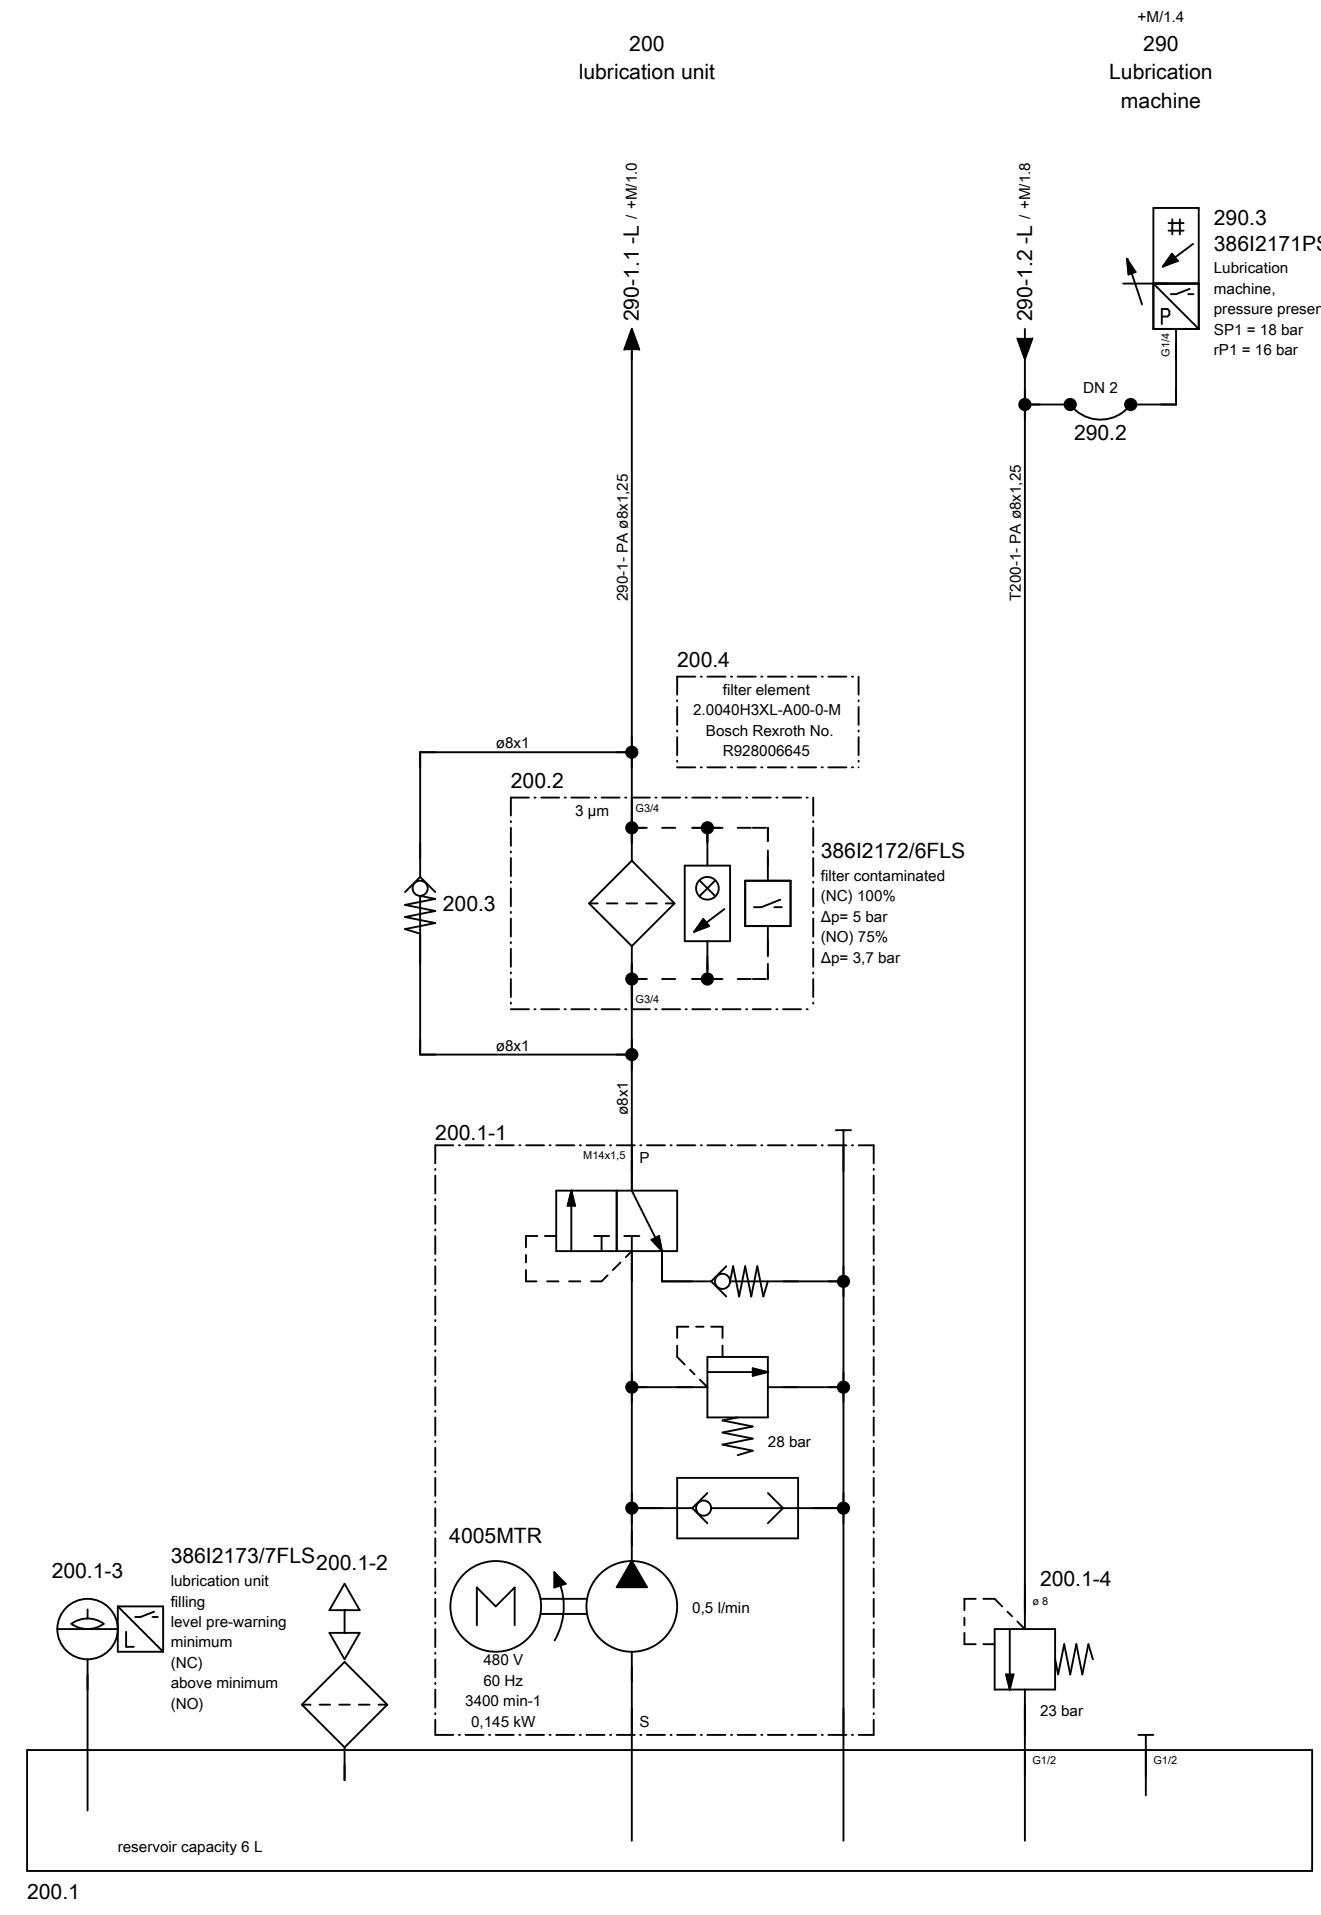 +M/1.4
200
lubrication unit
290
Lubrication
machine
290-1.1 -L / +M/1.0
290-1.2 -L / +M/1.8
290.3
386I2171PS
Lubrication
machine,
pressure presen
SP1 = 18 bar
rP1 = 16 bar
P
G1/4
DN 2
290.2
290-1- PA ø8x1,25
T200-1- PA ø8x1,25
200.4
filter element
2.0040H3XL-A00-0-M
Bosch Rexroth No.
R928006645
ø8x1
200.2
3 µm
G3/4
386I2172/6FLS
filter contaminated
(NC) 100%
Δp= 5 bar
(NO) 75%
Δp= 3,7 bar
200.3
G3/4
ø8x1
ø8x1
200.1-1
M14x1,5
P
28 bar
4005MTR
M
480 V
60 Hz
3400 min-1
0,145 kW
0,5 l/min
S
200.1-3
L
386I2173/7FLS
lubrication unit
filling
level pre-warning
minimum
(NC)
above minimum
(NO)
200.1-2
200.1-4
ø 8
23 bar
G1/2
G1/2
reservoir capacity 6 L
200.1